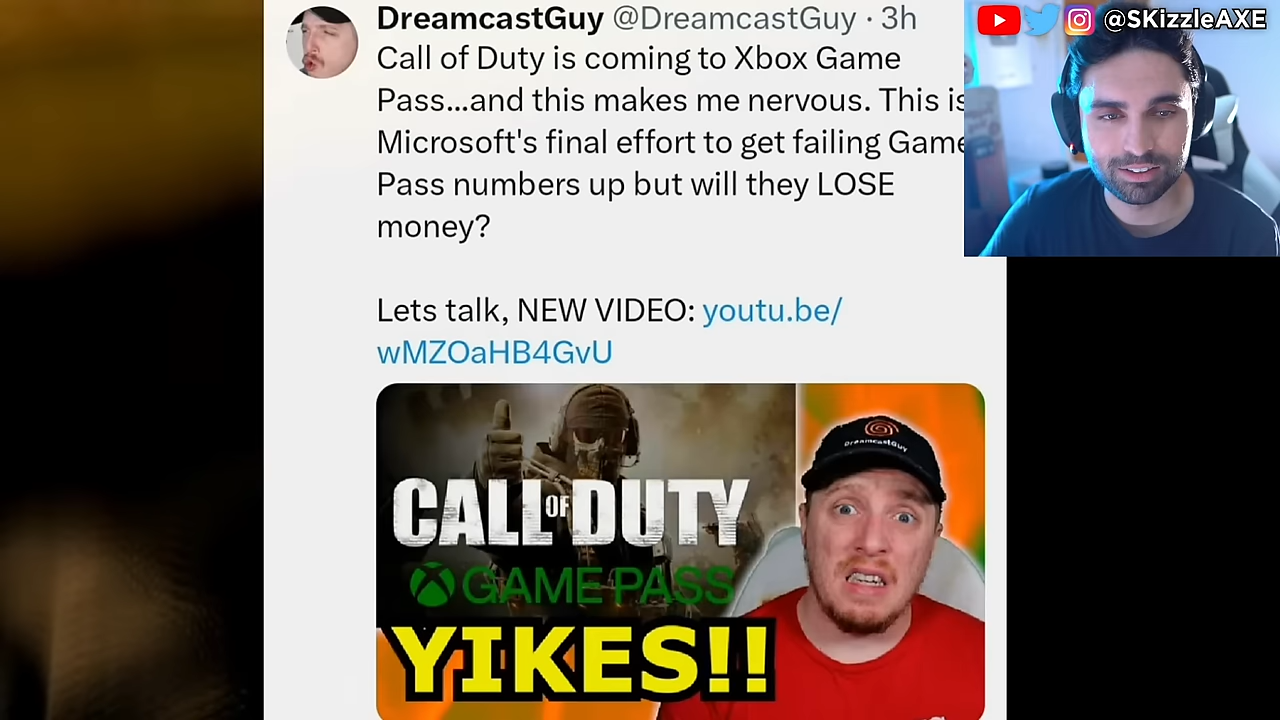 DreamcastGuy @DreamcastGuy · 3h
@SKizzleAXE
Call of Duty is coming to Xbox Game
Pass...and this makes me nervous. This is
Microsoft's final effort to get failing Game
Pass numbers up but will they LOSE
money?
Lets talk, NEW VIDEO: youtu.be/
wMZOaHB4GvU
DreamcastGuy
CALL OF DUTY
GAME PASS
YIKES!!